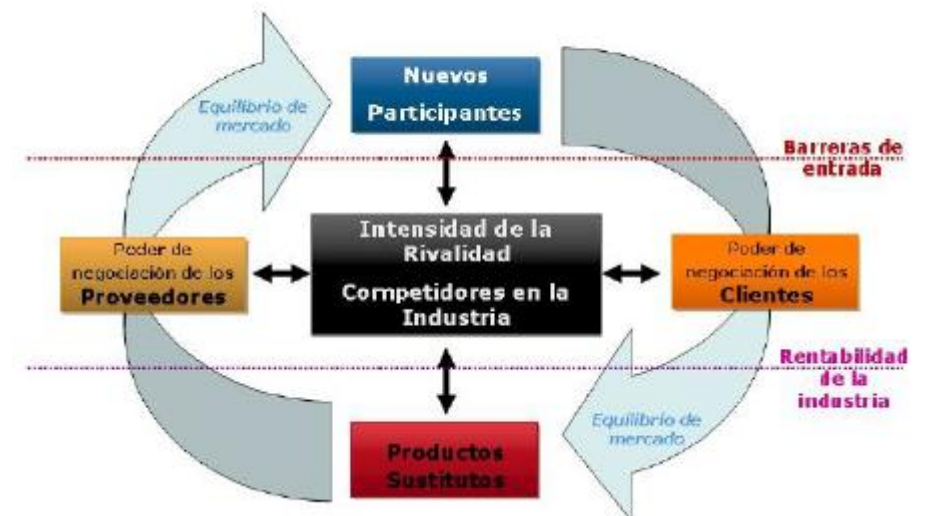 Nuevos
Participantes
Equilibrio de
mercado
Barreras de
entrada
Intensidad de la
Rivalidad
Competidores en la
Industria
Poder de
negociación de los
Proveedores
Poder de
negociación de los
Clientes
Rentabilidad
de la
industria
Equilibrio de
mercado
Productos
Sustitutos